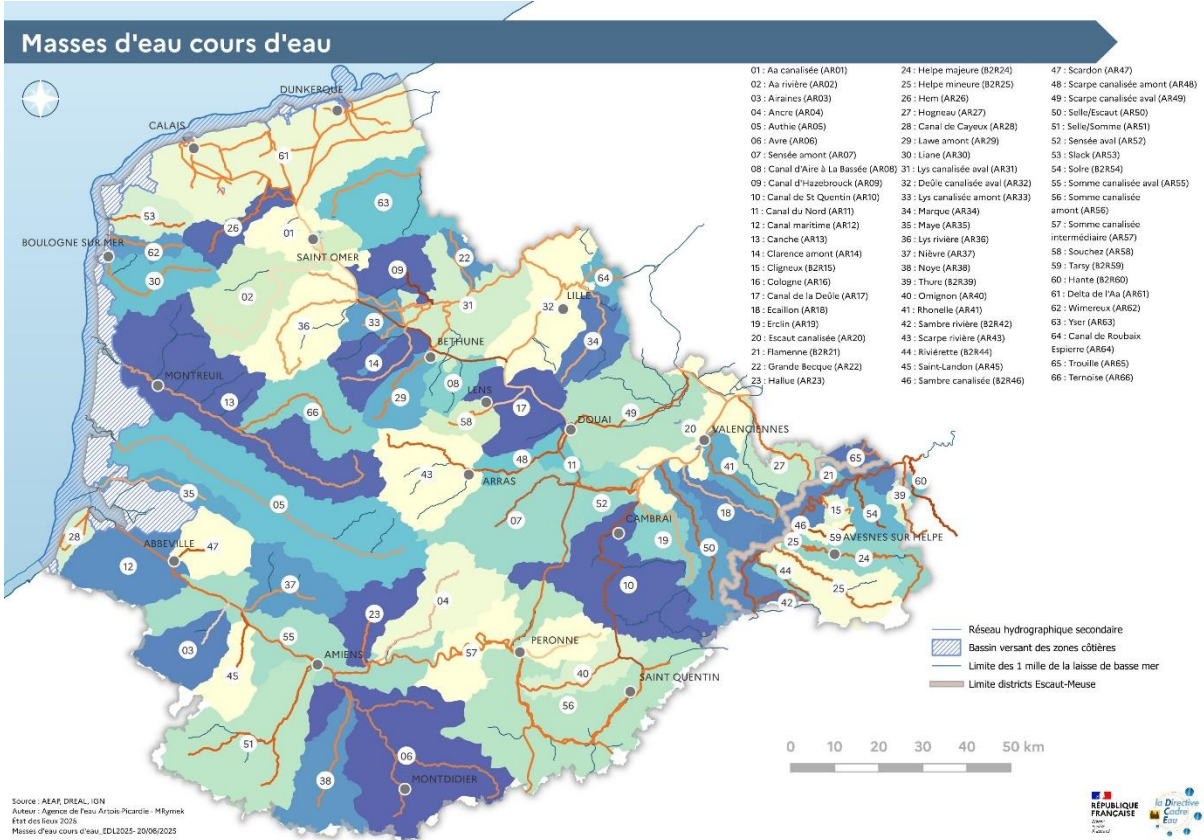 Masses d'eau cours d'eau
01 : Aa canalisée (AR01)
02 : Aa rivière (AR02)
03 : Airaines (AR03)
04 : Ancre (AR04)
05 : Authie (AR05)
06 : Avre (AR06)
07 : Sensée amont (AR07)
08 : Canal d'Aire à La Bassée (AR08)
09 : Canal d'Hazebrouck (AR09)
10 : Canal de St Quentin (AR10)
11 : Canal du Nord (AR11)
12 : Canal maritime (AR12)
13 : Canche (AR13)
14 : Clarence amont (AR14)
15 : Cligneux (B2R15)
16 : Cologne (AR16)
17 : Canal de la Deûle (AR17)
18 : Ecaillon (AR18)
19 : Erclin (AR19)
20 : Escaut canalisée (AR20)
21 : Flamenne (B2R21)
22 : Grande Becque (AR22)
23 : Hallue (AR23)
24 : Helpe majeure (B2R24)
25 : Helpe mineure (B2R25)
26 : Hem (AR26)
27 : Hogneau (AR27)
28 : Canal de Cayeux (AR28)
29 : Lawe amont (AR29)
30 : Liane (AR30)
31 : Lys canalisée aval (AR31)
32 : Deûle canalisée aval (AR32)
33 : Lys canalisée amont (AR33)
34 : Marque (AR34)
35 : Maye (AR35)
36 : Lys rivière (AR36)
37 : Nièvre (AR37)
38 : Noye (AR38)
39 : Thure (B2R39)
40 : Omignon (AR40)
41 : Rhonelle (AR41)
42 : Sambre rivière (B2R42)
43 : Scarpe rivière (AR43)
44 : Riviérette (B2R44)
45 : Saint-Landon (AR45)
46 : Sambre canalisée (B2R46)
47 : Scardon (AR47)
48 : Scarpe canalisée amont (AR48)
49 : Scarpe canalisée aval (AR49)
50 : Selle/Escaut (AR50)
51 : Selle/Somme (AR51)
52 : Sensée aval (AR52)
53 : Slack (AR53)
54 : Solre (B2R54)
55 : Somme canalisée aval (AR55)
56 : Somme canalisée
amont (AR56)
57 : Somme canalisée
intermédiaire (AR57)
58 : Souchez (AR58)
59 : Tarsy (B2R59)
60 : Hante (B2R60)
61 : Delta de l'Aa (AR61)
62 : Wimereux (AR62)
63 : Yser (AR63)
64 : Canal de Roubaix
Espierre (AR64)
65 : Trouille (AR65)
66 : Ternoise (AR66)
DUNKERQUE
CALAIS
61
63
53
26
01
BOULOGNE SUR MER
62
SAINT OMER
09
22
30
64
02
31
32
LILLE
36
33
34
BETHUNE
14
MONTREUIL
08
13
29
LENS
17
66
58
49
DOUAI
20
VALENCIENNES
43
48
11
41
27
65
21
60
ARRAS
35
05
07
52
18
39
15
54
CAMBRAI
46
19
59
AVESNES SUR HELPE
25
24
28
ABBEVILLE
47
50
44
12
37
10
25
04
42
23
03
55
57
PERONNE
AMIENS
45
40
SAINT QUENTIN
56
51
06
38
MONTDIDIER
Réseau hydrographique secondaire
Bassin versant des zones côtières
Limite des 1 mille de la laisse de basse mer
Limite districts Escaut-Meuse
0 10 20 30 40 50 km
Source : AEAP, DREAL, IGN
Auteur : Agence de l'eau Artois-Picardie - MRymek
État des lieux 2025
Masses d'eau cours d'eau_EDL2025- 20/06/2025
RÉPUBLIQUE
FRANÇAISE
la Directive
Cadre
Eau